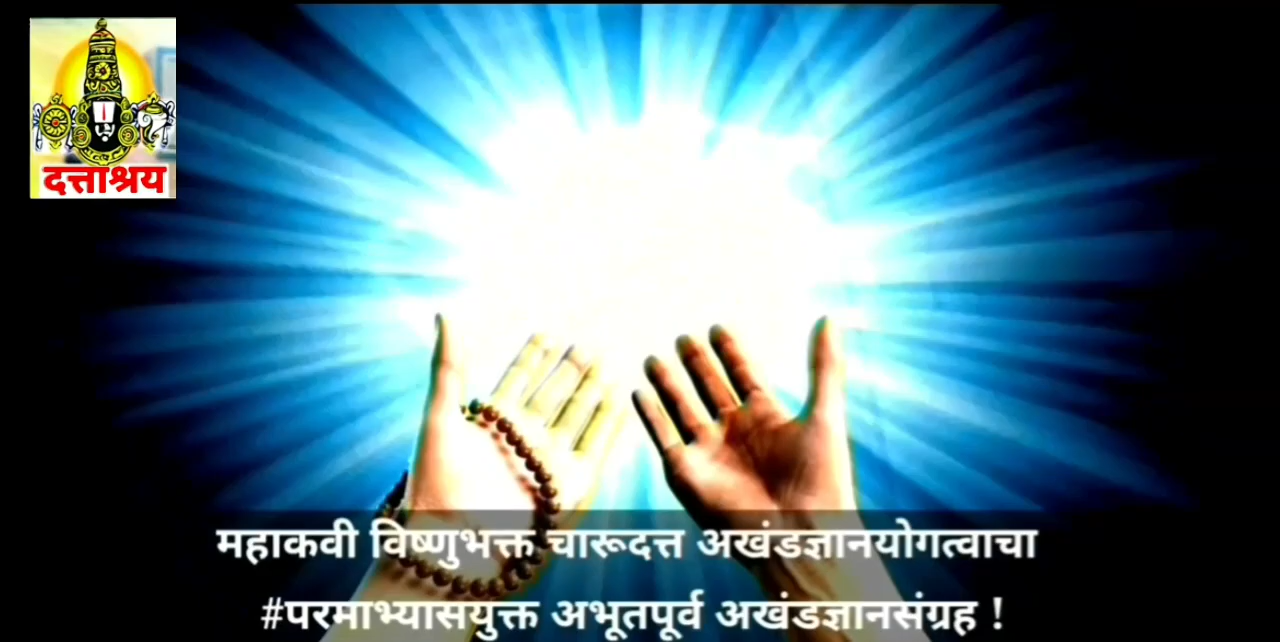 दत्ताश्रय
महाकवी विष्णुभक्त चारूदत्त अखंडज्ञानयोगत्वाचा
#परमाभ्यासयुक्त अभूतपूर्व अखंडज्ञानसंग्रह !